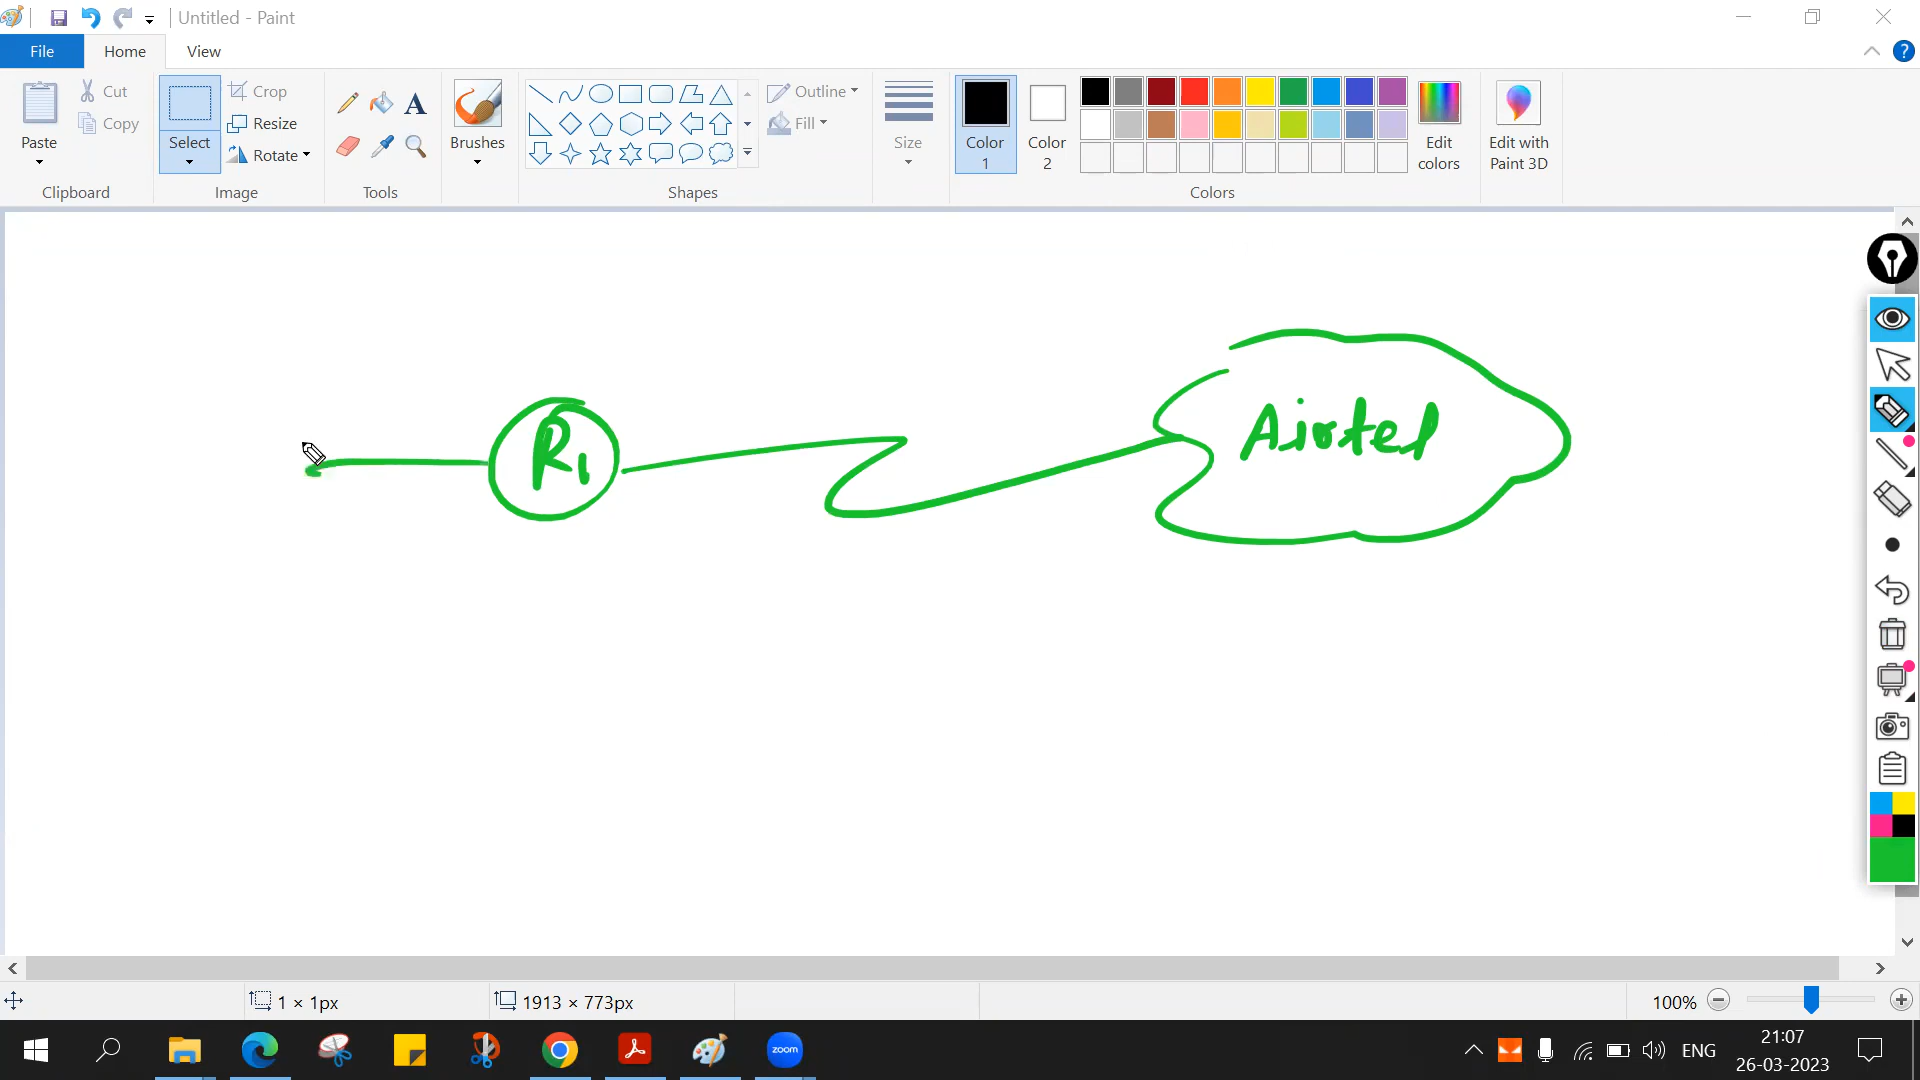 Untitled - Paint
File Home View
Cut
Copy
Paste
Crop
Resize
Rotate
Select
Brushes
Outline
Fill
Size
Color 1
Color 2
Edit colors
Edit with Paint 3D
Clipboard
Image
Tools
Shapes
Colors
R1
Airtel
1 × 1px
1913 × 773px
100%
zoom
ENG
21:07
26-03-2023